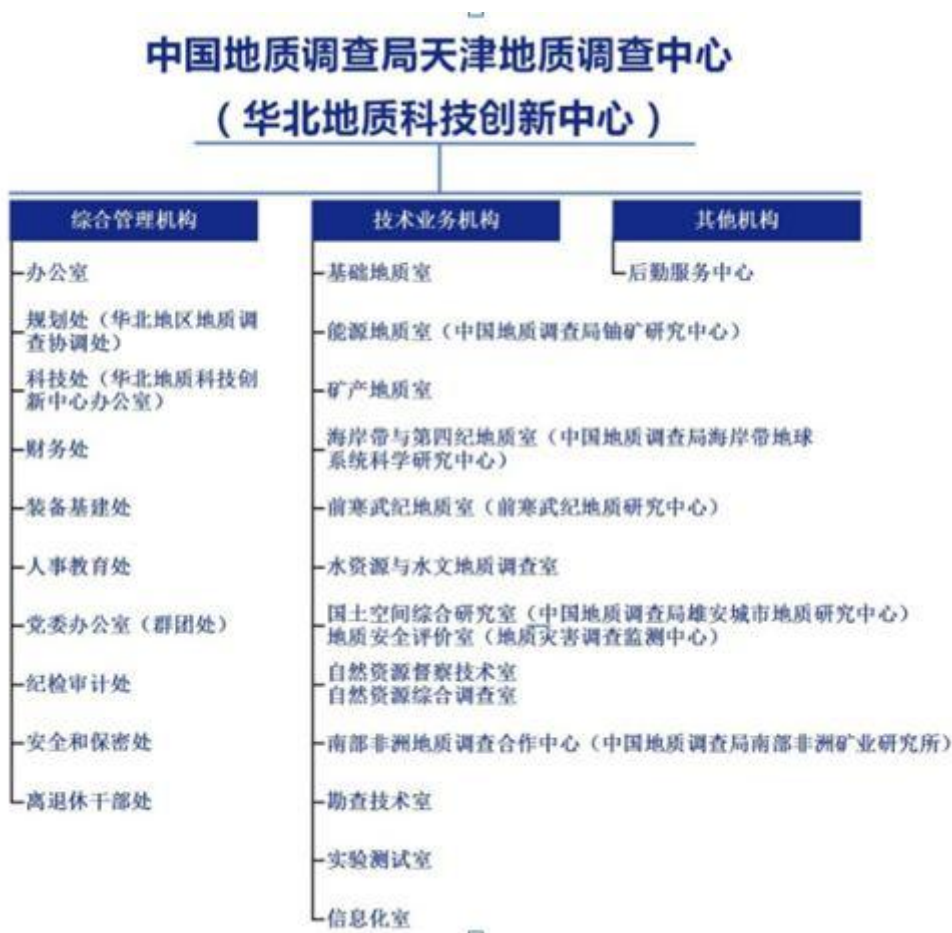 中国地质调查局天津地质调查中心
（华北地质科技创新中心）
综合管理机构
办公室
规划处（华北地区地质调
查协调处）
科技处（华北地质科技创
新中心办公室）
财务处
装备基建处
人事教育处
党委办公室（群团处）
纪检审计处
安全和保密处
离退休干部处
技术业务机构
基础地质室
能源地质室（中国地质调查局铀矿研究中心）
矿产地质室
海岸带与第四纪地质室（中国地质调查局海岸带地球
系统科学研究中心）
前寒武纪地质室（前寒武纪地质研究中心）
水资源与水文地质调查室
国土空间综合研究室（中国地质调查局雄安城市地质研究中心）
地质安全评价室（地质灾害调查监测中心）
自然资源督察技术室
自然资源综合调查室
南部非洲地质调查合作中心（中国地质调查局南部非洲矿业研究所）
勘查技术室
实验测试室
信息化室
其他机构
后勤服务中心